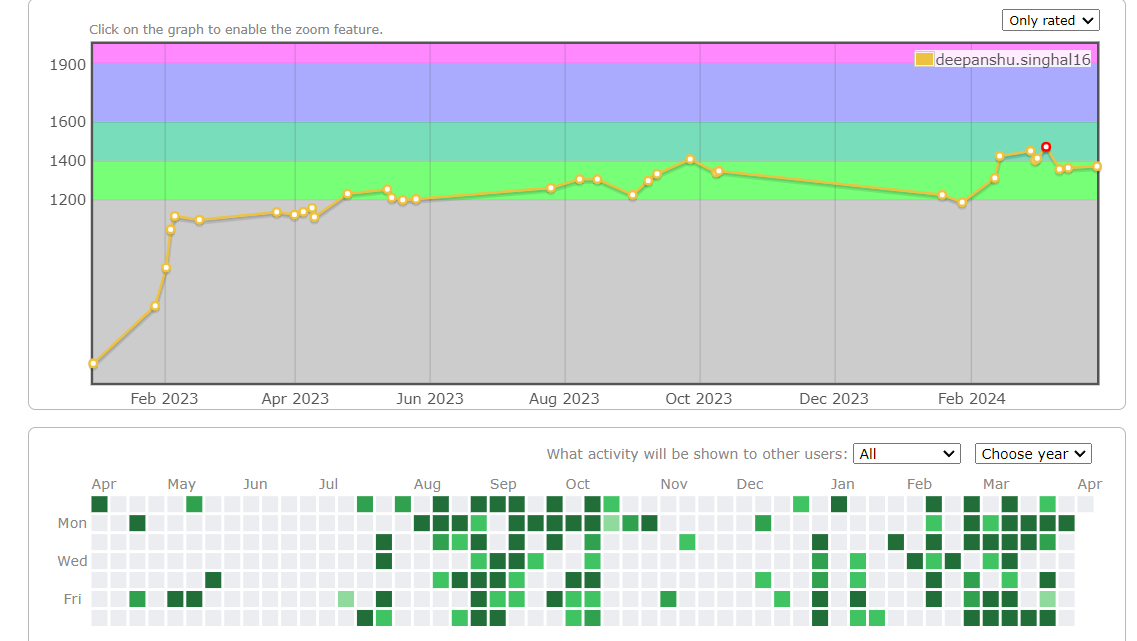 Click on the graph to enable the zoom feature.
Only rated
deepanshu.singhal16
1900
1600
1400
1200
Feb 2023 Apr 2023 Jun 2023 Aug 2023 Oct 2023 Dec 2023 Feb 2024
What activity will be shown to other users: All Choose year
Apr May Jun Jul Aug Sep Oct Nov Dec Jan Feb Mar Apr
Mon
Wed
Fri